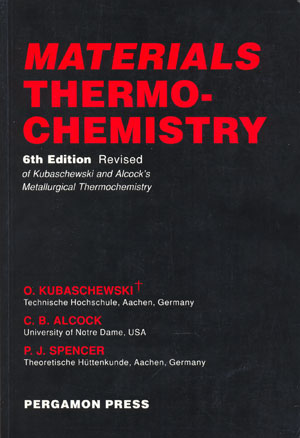 MATERIALS
THERMO-
CHEMISTRY
6th Edition Revised
of Kubaschewski and Alcock's
Metallurgical Thermochemistry
O. KUBASCHEWSKI†
Technische Hochschule, Aachen, Germany
C. B. ALCOCK
University of Notre Dame, USA
P. J. SPENCER
Theoretische Hüttenkunde, Aachen, Germany
PERGAMON PRESS